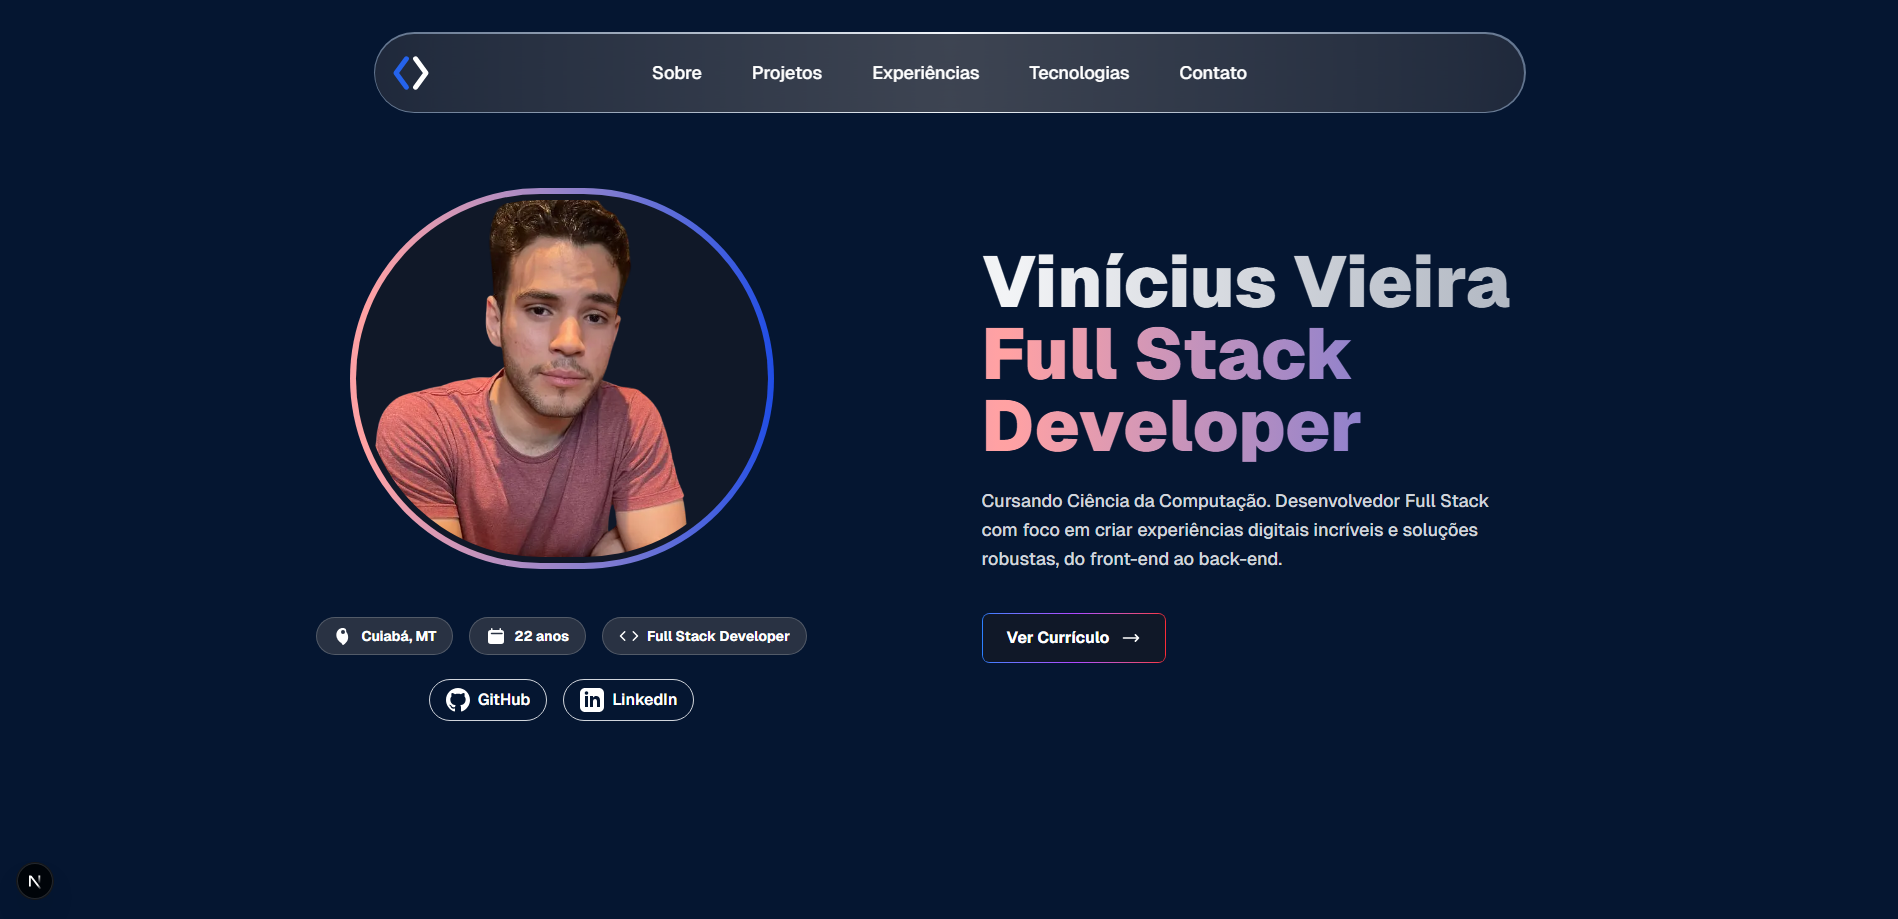 Sobre Projetos Experiências Tecnologias Contato
Vinícius Vieira
Full Stack
Developer
Cursando Ciência da Computação. Desenvolvedor Full Stack
com foco em criar experiências digitais incríveis e soluções
robustas, do front-end ao back-end.
Ver Currículo
Cuiabá, MT 22 anos Full Stack Developer
GitHub LinkedIn
N